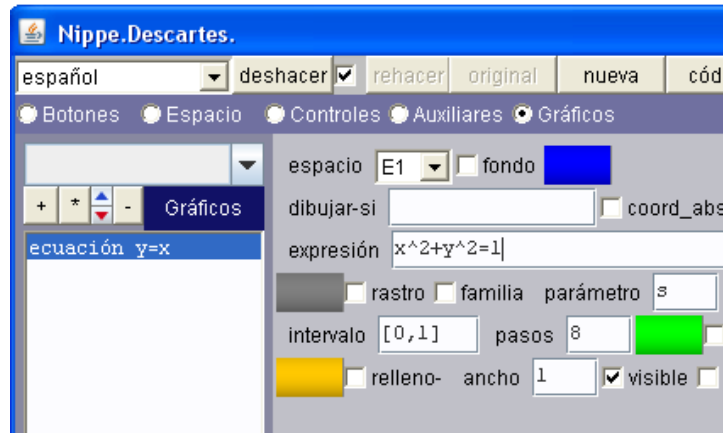 Nippe.Descartes.
español deshacer rehacer original nueva cód
Botones Espacio Controles Auxiliares Gráficos
espacio E1 fondo
+ * - Gráficos dibujar-si coord_abs
ecuación y=x expresión x^2+y^2=1
rastro familia parámetro s
intervalo [0,1] pasos 8
relleno- ancho 1 visible